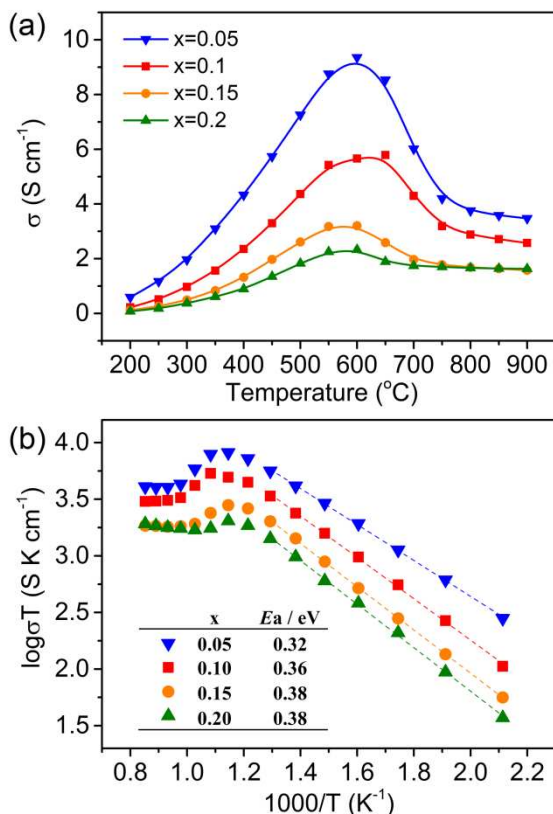 (a)
10
8
6
4
2
0
σ (S cm⁻¹)
x=0.05
x=0.1
x=0.15
x=0.2
200 300 400 500 600 700 800 900
Temperature (°C)
(b)
4.0
3.5
3.0
2.5
2.0
1.5
logσT (S K cm⁻¹)
x Ea / eV
0.05 0.32
0.10 0.36
0.15 0.38
0.20 0.38
0.8 1.0 1.2 1.4 1.6 1.8 2.0 2.2
1000/T (K⁻¹)